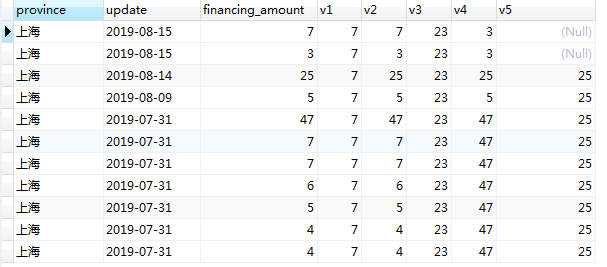 province update financing_amount v1 v2 v3 v4 v5
上海 2019-08-15 7 7 7 23 3 (Null)
上海 2019-08-15 3 7 3 23 3 (Null)
上海 2019-08-14 25 7 25 23 25 25
上海 2019-08-09 5 7 5 23 5 25
上海 2019-07-31 47 7 47 23 47 25
上海 2019-07-31 7 7 7 23 47 25
上海 2019-07-31 7 7 7 23 47 25
上海 2019-07-31 6 7 6 23 47 25
上海 2019-07-31 5 7 5 23 47 25
上海 2019-07-31 4 7 4 23 47 25
上海 2019-07-31 4 7 4 23 47 25